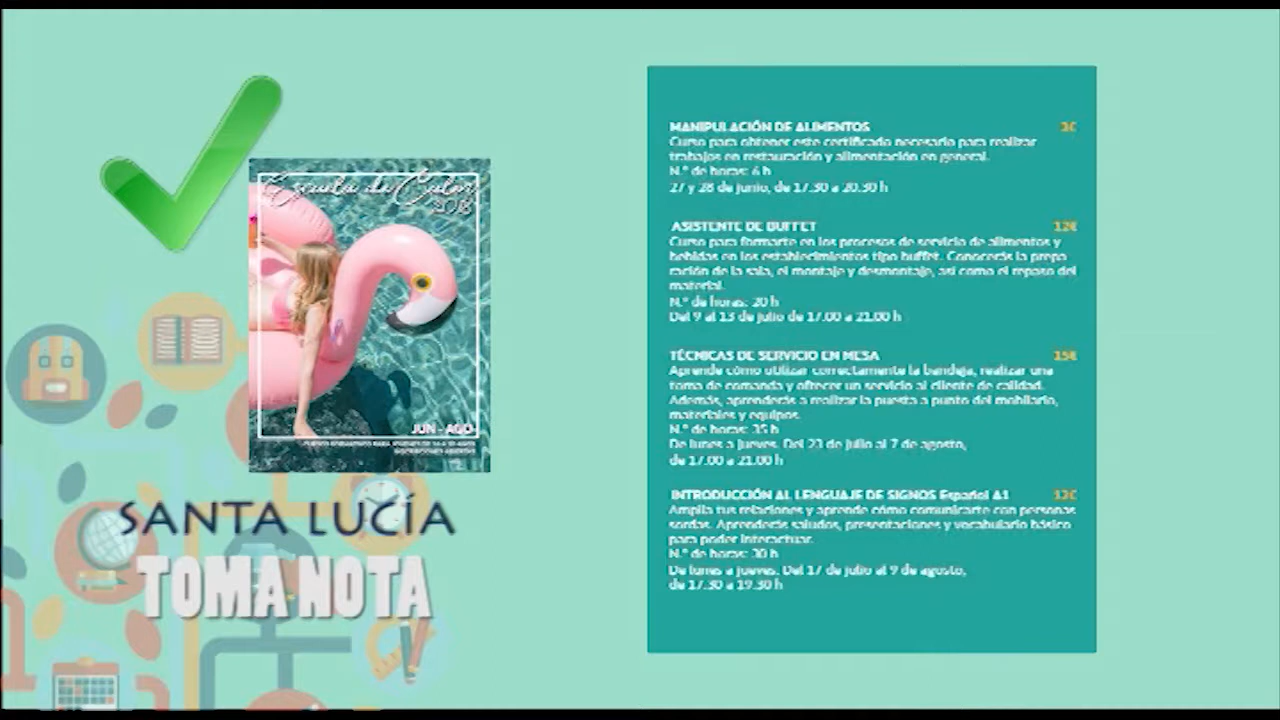 Escuela de Calor
2018
JUN - AGO
SANTA LUCÍA
TOMA NOTA
MANIPULACIÓN DE ALIMENTOS 3€
Curso para obtener este certificado necesario para realizar
trabajos en restauración y alimentación en general.
N.º de horas: 6 h
27 y 28 de junio, de 17.30 a 20.30 h
ASISTENTE DE BUFFET 12€
Curso para formarte en los procesos de servicio de alimentos y
bebidas en los establecimientos tipo buffet. Conocerás la prepa
ración de la sala, el montaje y desmontaje, así como el repaso del
material.
N.º de horas: 20 h
Del 9 al 13 de julio de 17.00 a 21.00 h
TÉCNICAS DE SERVICIO EN MESA 15€
Aprende cómo utilizar correctamente la bandeja, realizar una
toma de comanda y ofrecer un servicio al cliente de calidad.
Además, aprenderás a realizar la puesta a punto del mobilario,
materiales y equipos.
N.º de horas: 35 h
De lunes a jueves. Del 23 de julio al 7 de agosto,
de 17.00 a 21.00 h
INTRODUCCIÓN AL LENGUAJE DE SIGNOS Español A1 12€
Amplia tus relaciones y aprende cómo comunicarte con personas
sordas. Aprenderás saludos, presentaciones y vocabulario básico
para poder interactuar.
N.º de horas: 30 h
De lunes a jueves. Del 17 de julio al 9 de agosto,
de 17.30 a 19.30 h